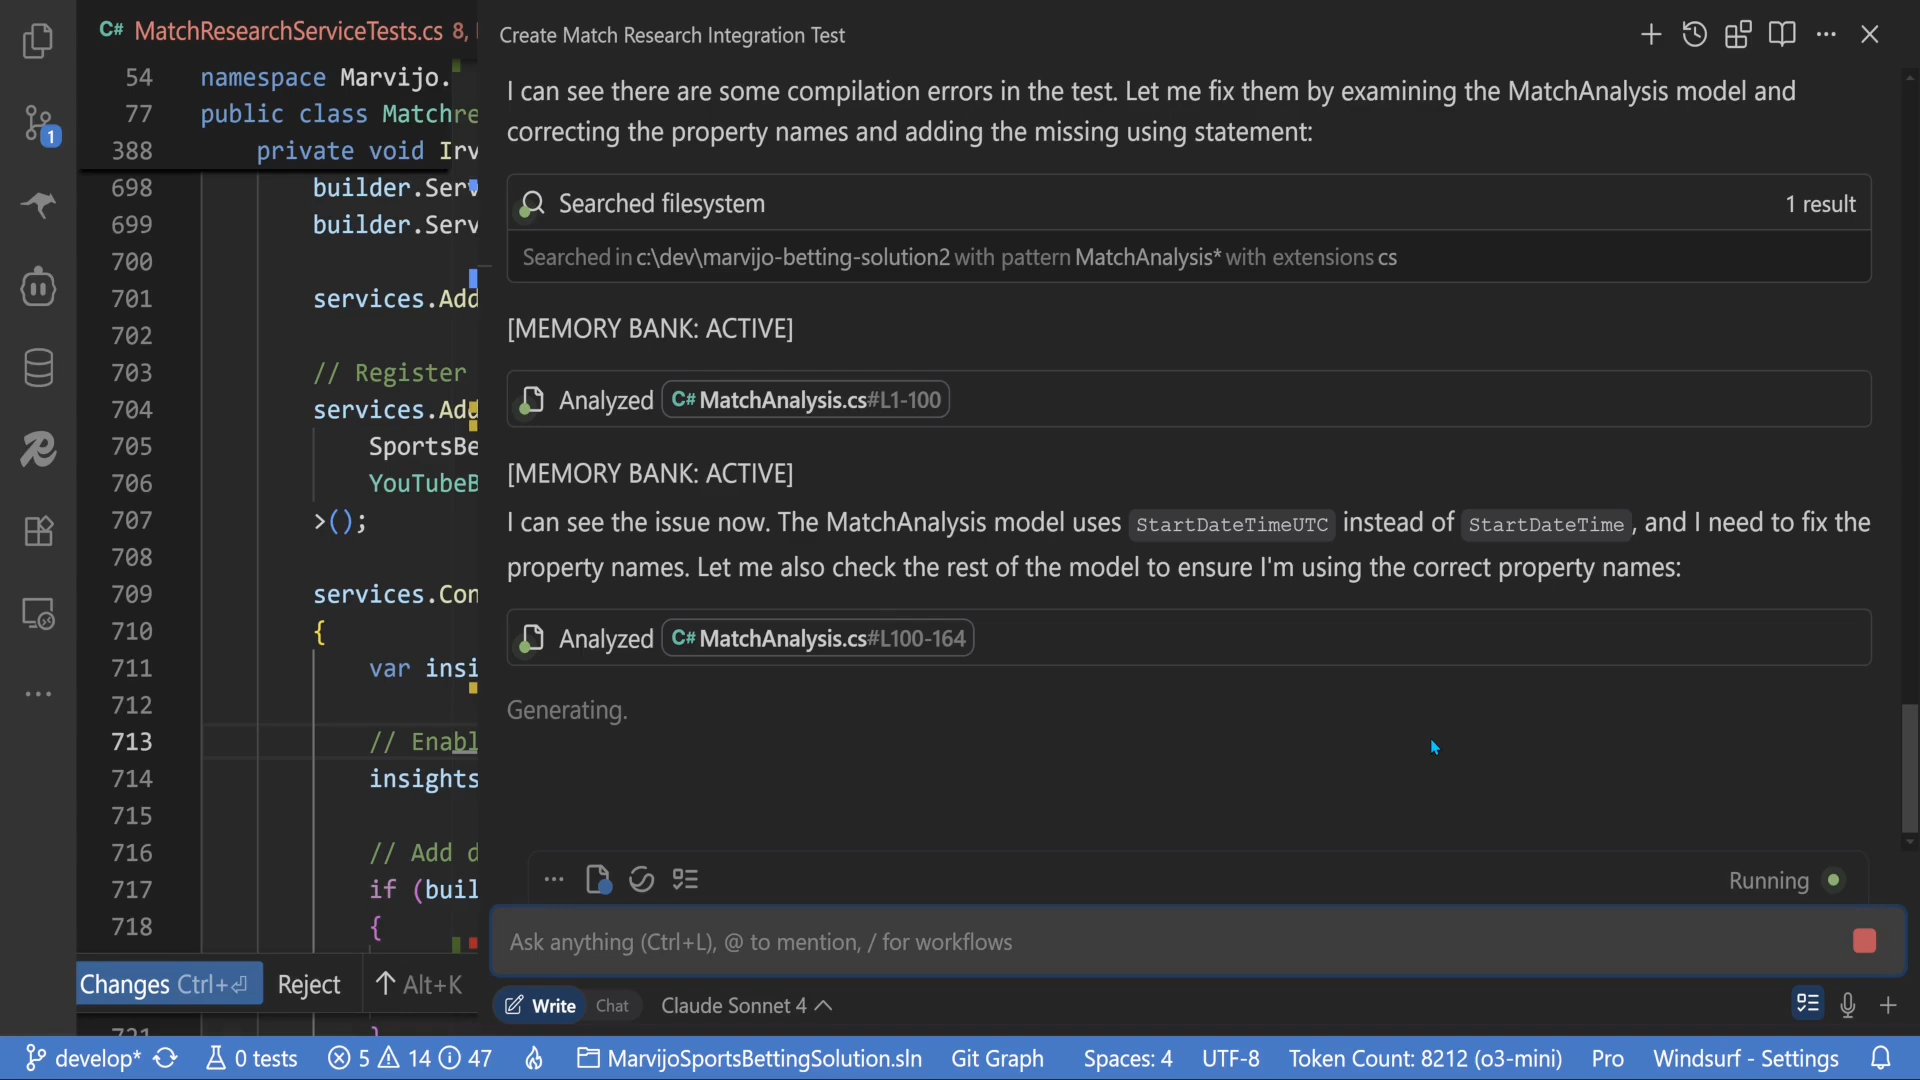 C# MatchResearchServiceTests.cs 8,
Create Match Research Integration Test
54 namespace Marvijo.
77 public class Matchre
388 private void Irv
698 builder.Serv
699 builder.Serv
700
701 services.Add
702
703 // Register
704 services.Add
705 SportsBe
706 YouTubeB
707 >();
708
709 services.Con
710 {
711 var insi
712
713 // Enabl
714 insights
715
716 // Add d
717 if (buil
718 {
721 }
Changes Ctrl+⏎ Reject ↑ Alt+K
I can see there are some compilation errors in the test. Let me fix them by examining the MatchAnalysis model and
correcting the property names and adding the missing using statement:
Searched filesystem 1 result
Searched in c:\dev\marvijo-betting-solution2 with pattern MatchAnalysis* with extensions cs
[MEMORY BANK: ACTIVE]
Analyzed C# MatchAnalysis.cs#L1-100
[MEMORY BANK: ACTIVE]
I can see the issue now. The MatchAnalysis model uses StartDateTimeUTC instead of StartDateTime, and I need to fix the
property names. Let me also check the rest of the model to ensure I'm using the correct property names:
Analyzed C# MatchAnalysis.cs#L100-164
Generating.
Running
Ask anything (Ctrl+L), @ to mention, / for workflows
Write Chat Claude Sonnet 4
1
develop* 0 tests 5 14 47 MarvijoSportsBettingSolution.sln Git Graph Spaces: 4 UTF-8 Token Count: 8212 (o3-mini) Pro Windsurf - Settings